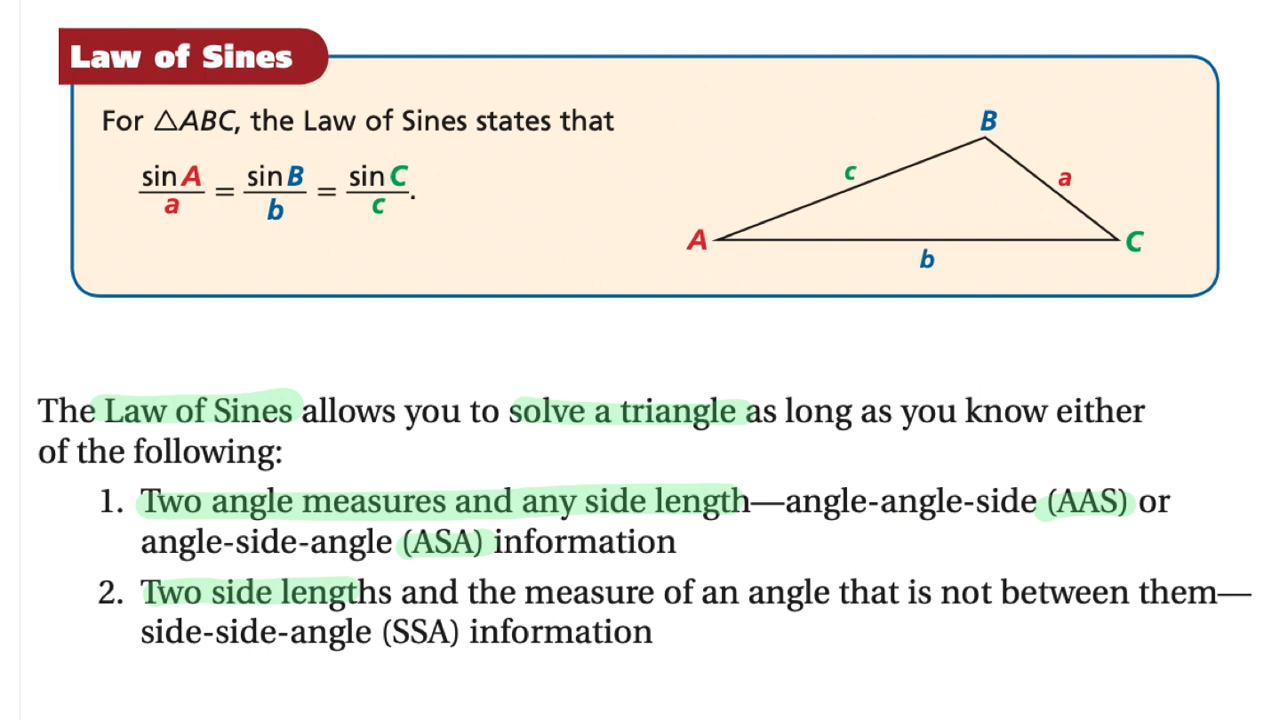 Law of Sines
For △ABC, the Law of Sines states that
sin A / a = sin B / b = sin C / c.
B
c
a
A
C
b
The Law of Sines allows you to solve a triangle as long as you know either
of the following:
1. Two angle measures and any side length—angle-angle-side (AAS) or
angle-side-angle (ASA) information
2. Two side lengths and the measure of an angle that is not between them—
side-side-angle (SSA) information